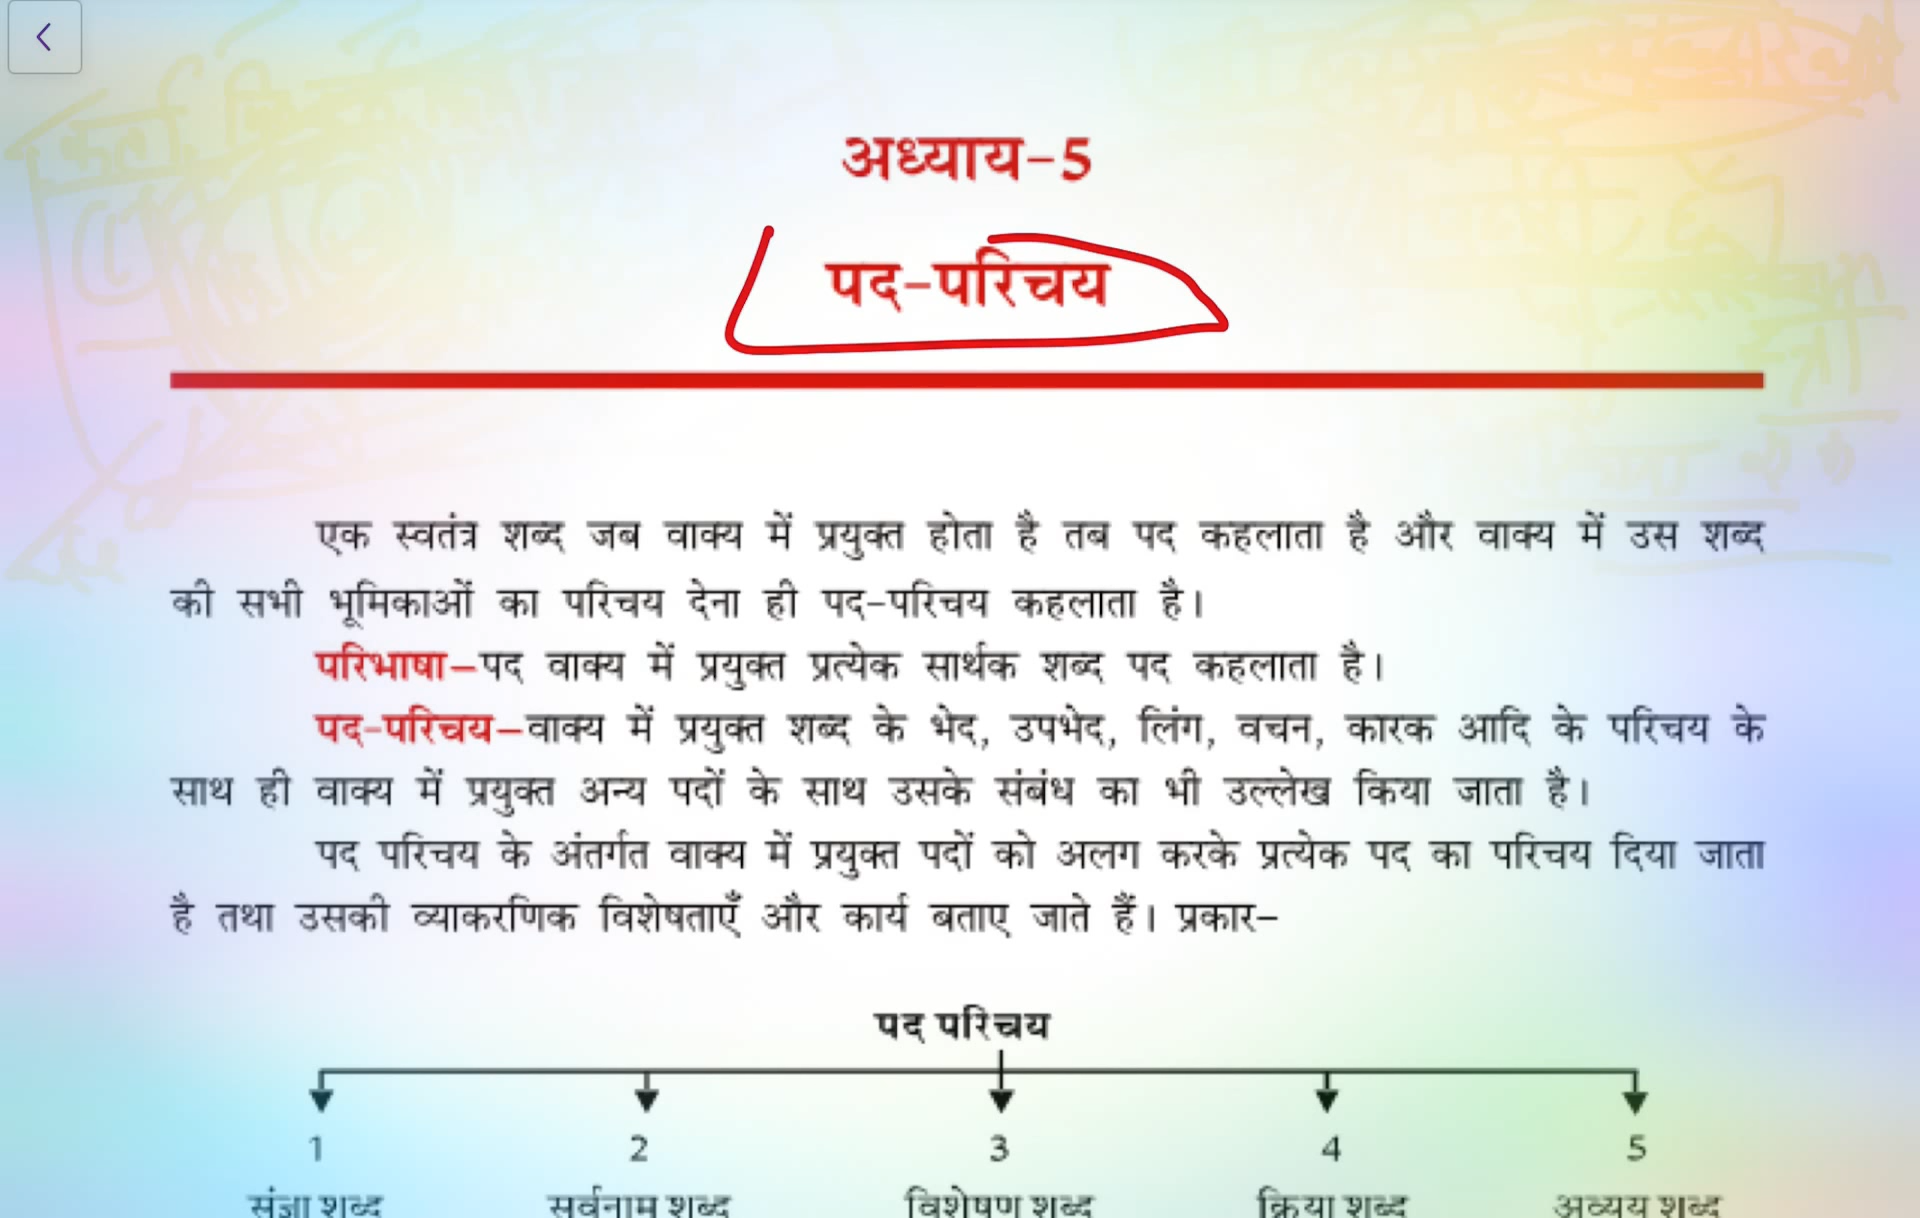 अध्याय-5
पद-परिचय
एक स्वतंत्र शब्द जब वाक्य में प्रयुक्त होता है तब पद कहलाता है और वाक्य में उस शब्द
की सभी भूमिकाओं का परिचय देना ही पद-परिचय कहलाता है।
परिभाषा–पद वाक्य में प्रयुक्त प्रत्येक सार्थक शब्द पद कहलाता है।
पद-परिचय–वाक्य में प्रयुक्त शब्द के भेद, उपभेद, लिंग, वचन, कारक आदि के परिचय के
साथ ही वाक्य में प्रयुक्त अन्य पदों के साथ उसके संबंध का भी उल्लेख किया जाता है।
पद परिचय के अंतर्गत वाक्य में प्रयुक्त पदों को अलग करके प्रत्येक पद का परिचय दिया जाता
है तथा उसकी व्याकरणिक विशेषताएँ और कार्य बताए जाते हैं। प्रकार–
पद परिचय
1 2 3 4 5
संज्ञा शब्द सर्वनाम शब्द विशेषण शब्द क्रिया शब्द अव्यय शब्द